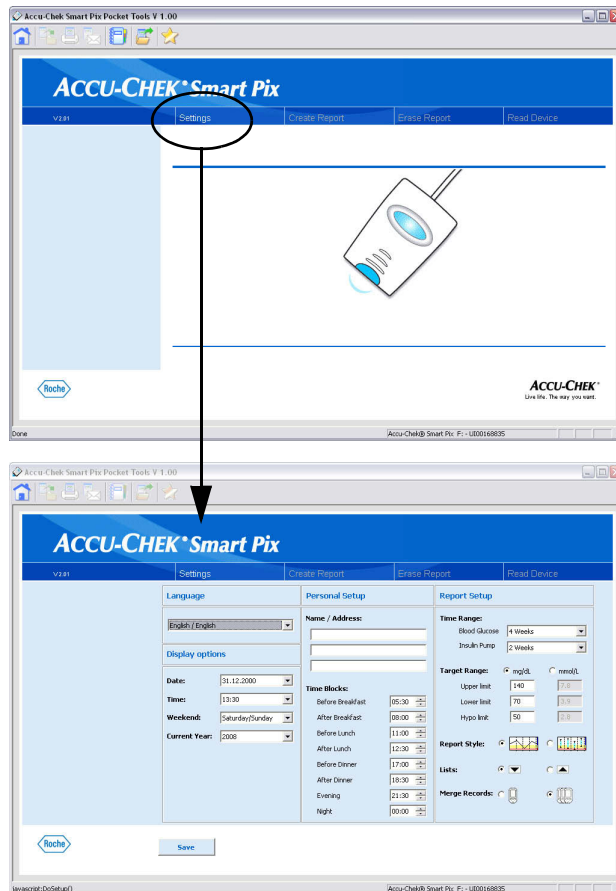 Accu-Chek Smart Pix Pocket Tools V 1.00
ACCU-CHEK® Smart Pix
V2.01 Settings Create Report Erase Report Read Device
Roche
ACCU-CHEK®
Live life. The way you want.
Done Accu-Chek® Smart Pix F: - UI00168835
Accu-Chek Smart Pix Pocket Tools V 1.00
ACCU-CHEK® Smart Pix
V2.01 Settings Create Report Erase Report Read Device
Language
English / English
Display options
Date: 31.12.2000
Time: 13:30
Weekend: Saturday/Sunday
Current Year: 2008
Personal Setup
Name / Address:
Time Blocks:
Before Breakfast 05:30
After Breakfast 08:00
Before Lunch 11:00
After Lunch 12:30
Before Dinner 17:00
After Dinner 18:30
Evening 21:30
Night 00:00
Report Setup
Time Range:
Blood Glucose 4 Weeks
Insulin Pump 2 Weeks
Target Range: mg/dL mmol/L
Upper limit 140 7.8
Lower limit 70 3.9
Hypo limit 50 2.8
Report Style:
Lists:
Merge Records:
Roche
Save
javascript:DoSetup() Accu-Chek® Smart Pix F: - UI00168835